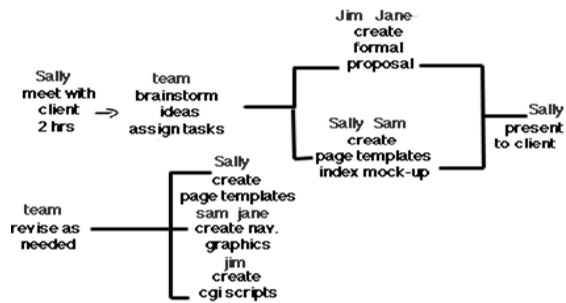 Sally
meet with
client
2 hrs
team
brainstorm
ideas
assign tasks
Jim Jane
create
formal
proposal
Sally Sam
create
page templates
index mock-up
Sally
present
to client
team
revise as
needed
Sally
create
page templates
sam jane
create nav.
graphics
jim
create
cgi scripts